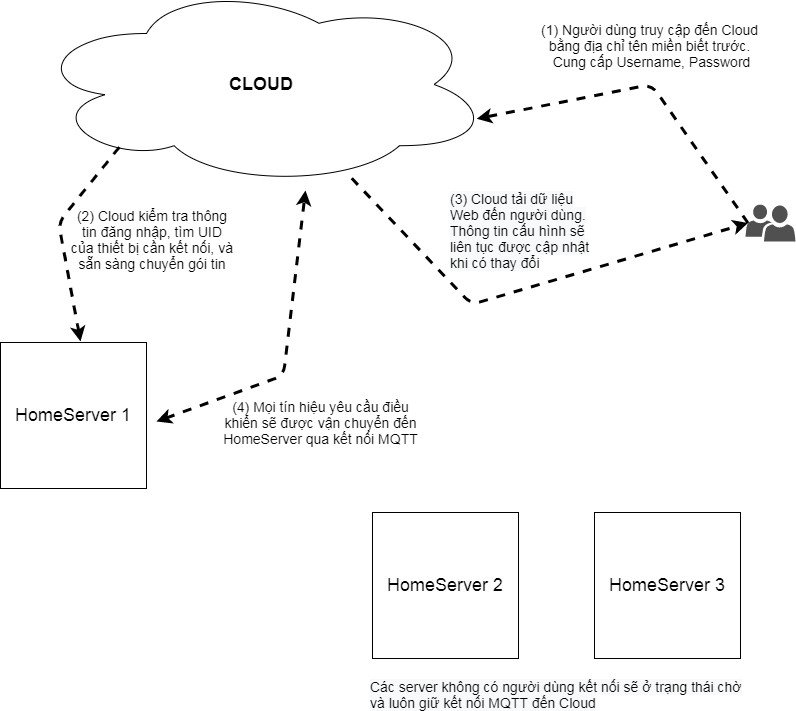 (1) Người dùng truy cập đến Cloud
bằng địa chỉ tên miền biết trước.
Cung cấp Username, Password
CLOUD
(2) Cloud kiểm tra thông
tin đăng nhập, tìm UID
của thiết bị cần kết nối, và
sẵn sàng chuyển gói tin
(3) Cloud tải dữ liệu
Web đến người dùng.
Thông tin cấu hình sẽ
liên tục được cập nhật
khi có thay đổi
HomeServer 1
(4) Mọi tín hiệu yêu cầu điều
khiển sẽ được vận chuyển đến
HomeServer qua kết nối MQTT
HomeServer 2
HomeServer 3
Các server không có người dùng kết nối sẽ ở trạng thái chờ
và luôn giữ kết nối MQTT đến Cloud